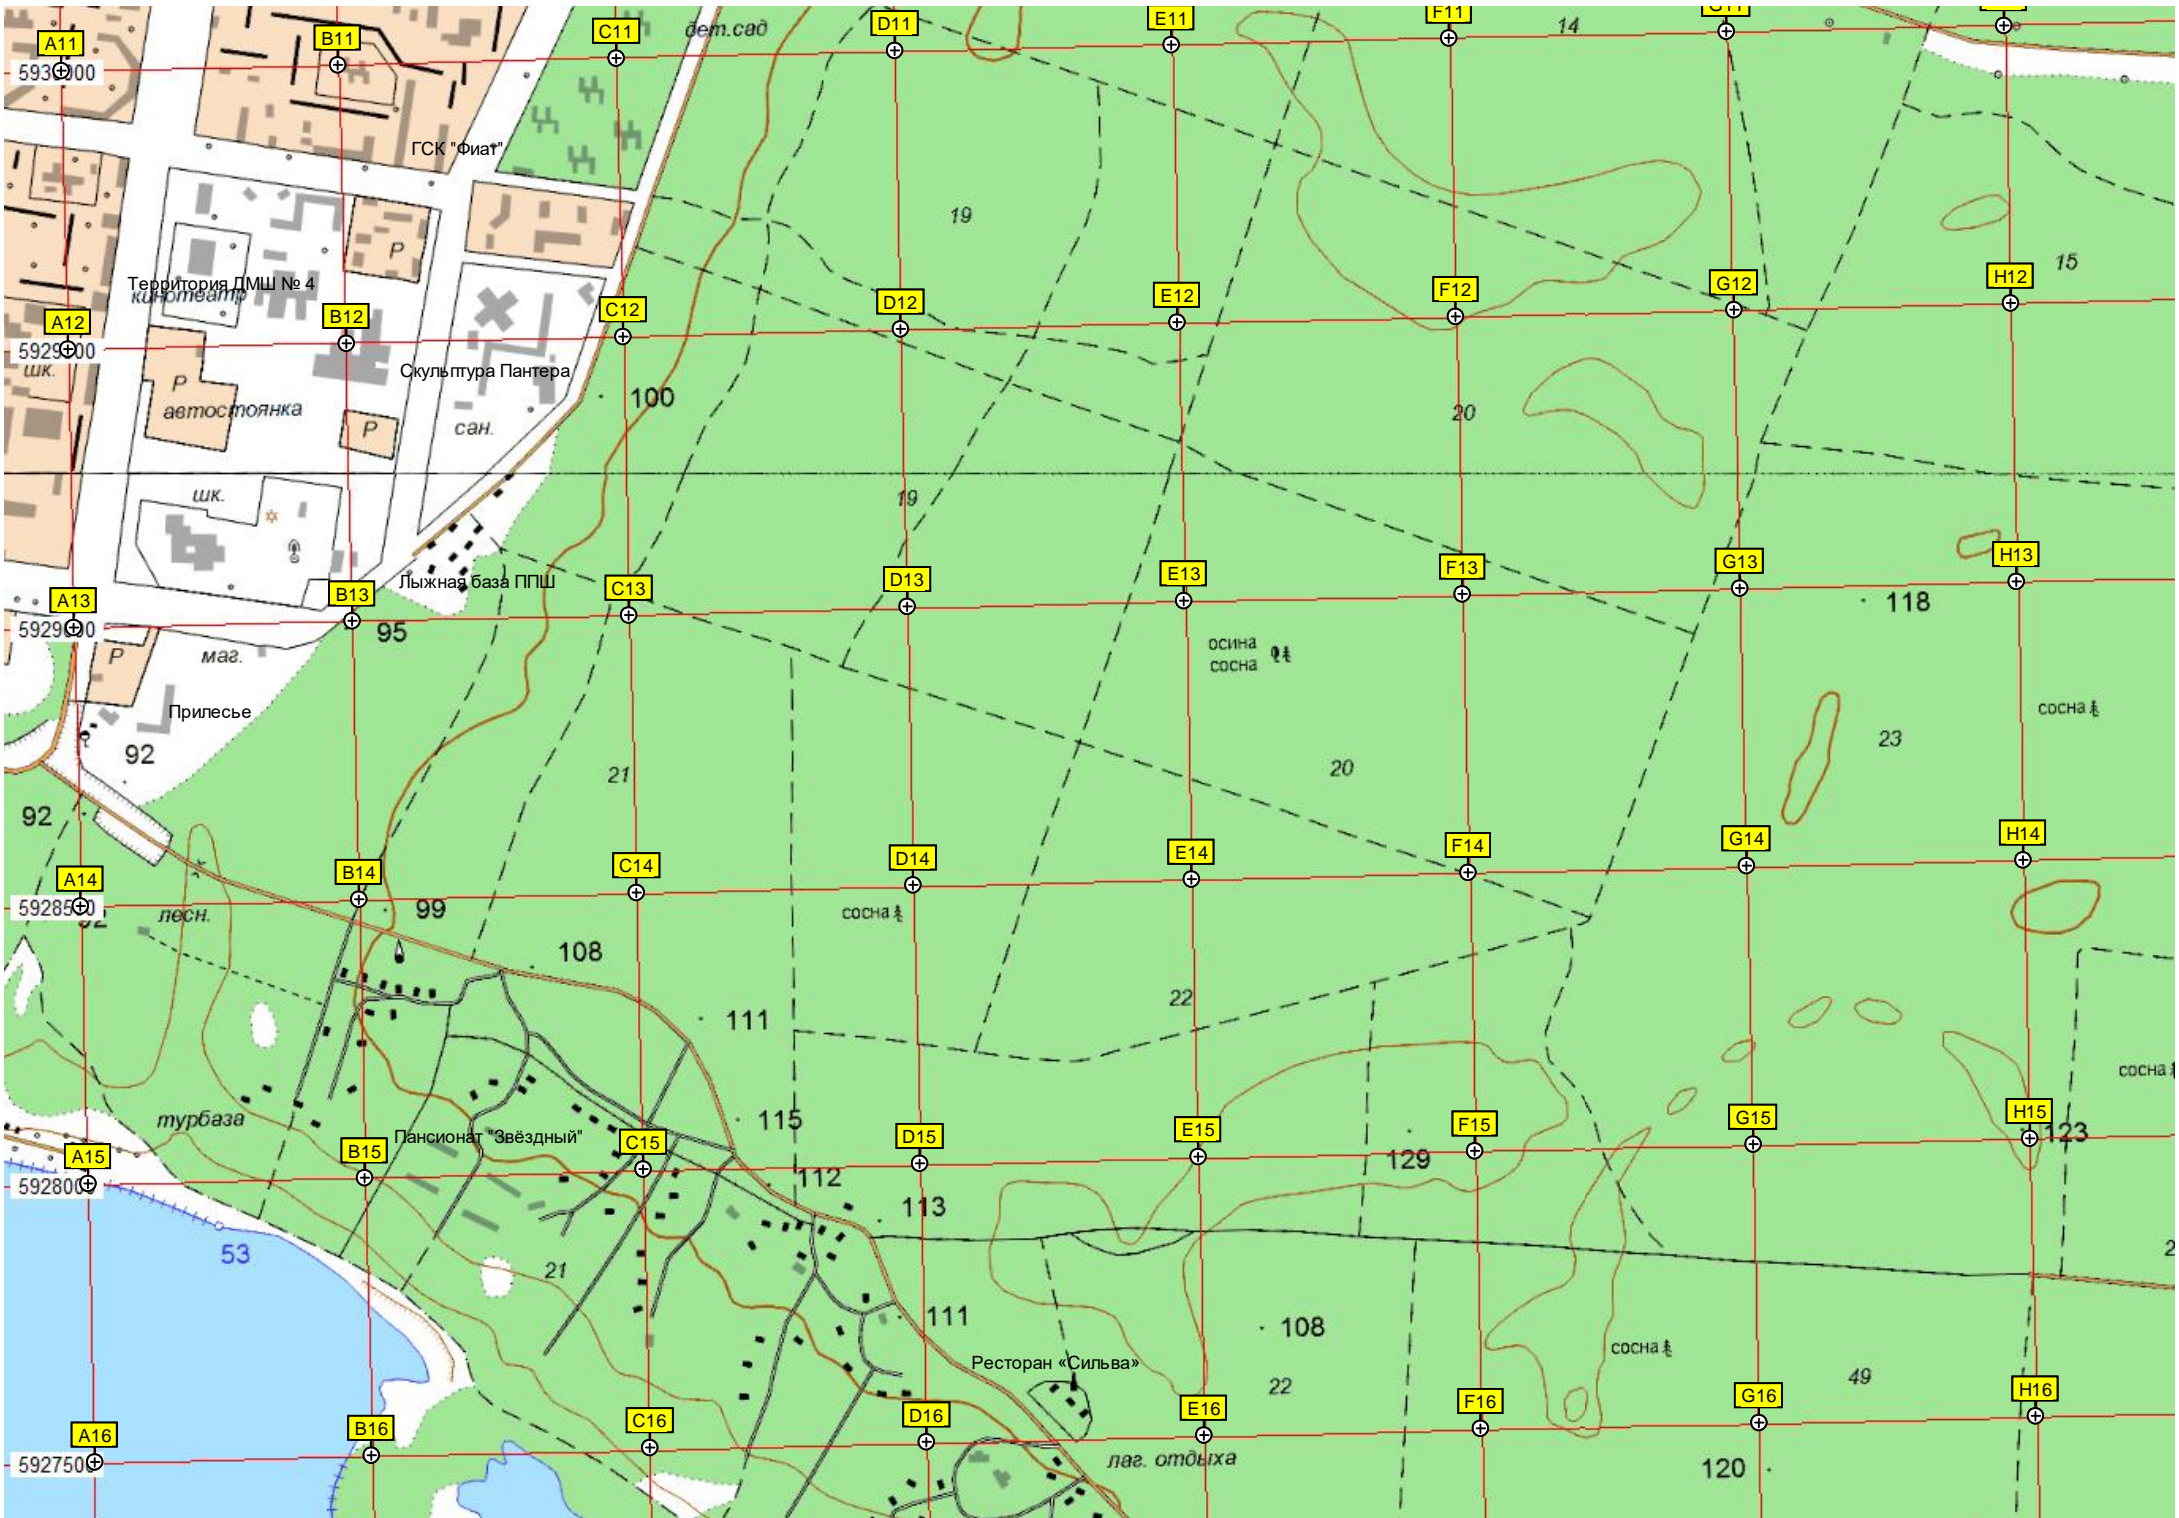 A11
B11
C11
дет.сад
D11
E11
F11
14
G11
ГСК "Фиат"
19
Р
15
Территория ДМШ № 4
кинотеатр
A12
B12
C12
D12
E12
F12
G12
H12
шк.
Р
автостоянка
Скульптура Пантера
100
20
Р
сан.
шк.
19
Лыжная база ППШ
A13
B13
C13
D13
E13
F13
G13
H13
95
118
Р
маг.
осина
сосна
Прилесье
сосна
92
21
20
23
92
A14
B14
C14
D14
E14
F14
G14
H14
лесн.
99
сосна
108
111
22
сосна
турбаза
115
Пансионат "Звёздный"
A15
B15
C15
D15
E15
F15
G15
H15
123
5928000
129
112
113
53
21
111
108
Ресторан «Сильва»
22
сосна
49
A16
B16
C16
D16
E16
F16
G16
H16
5927500
лаг. отдыха
120